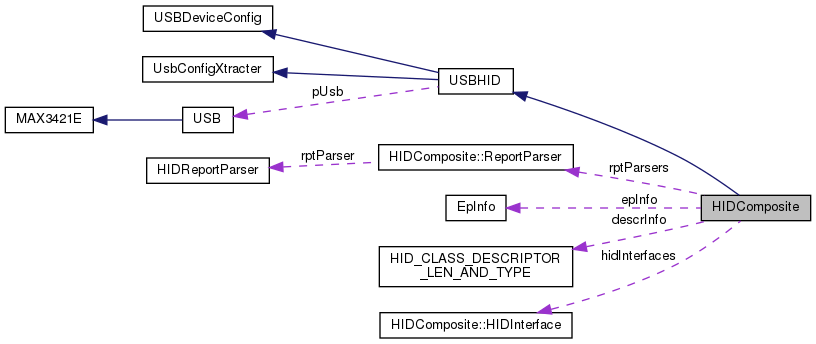 USBDeviceConfig
UsbConfigXtracter
USBHID
pUsb
MAX3421E
USB
HIDComposite::ReportParser
rptParser
HIDReportParser
rptParsers
HIDComposite
epInfo
EpInfo
descrInfo
HID_CLASS_DESCRIPTOR
_LEN_AND_TYPE
hidInterfaces
HIDComposite::HIDInterface